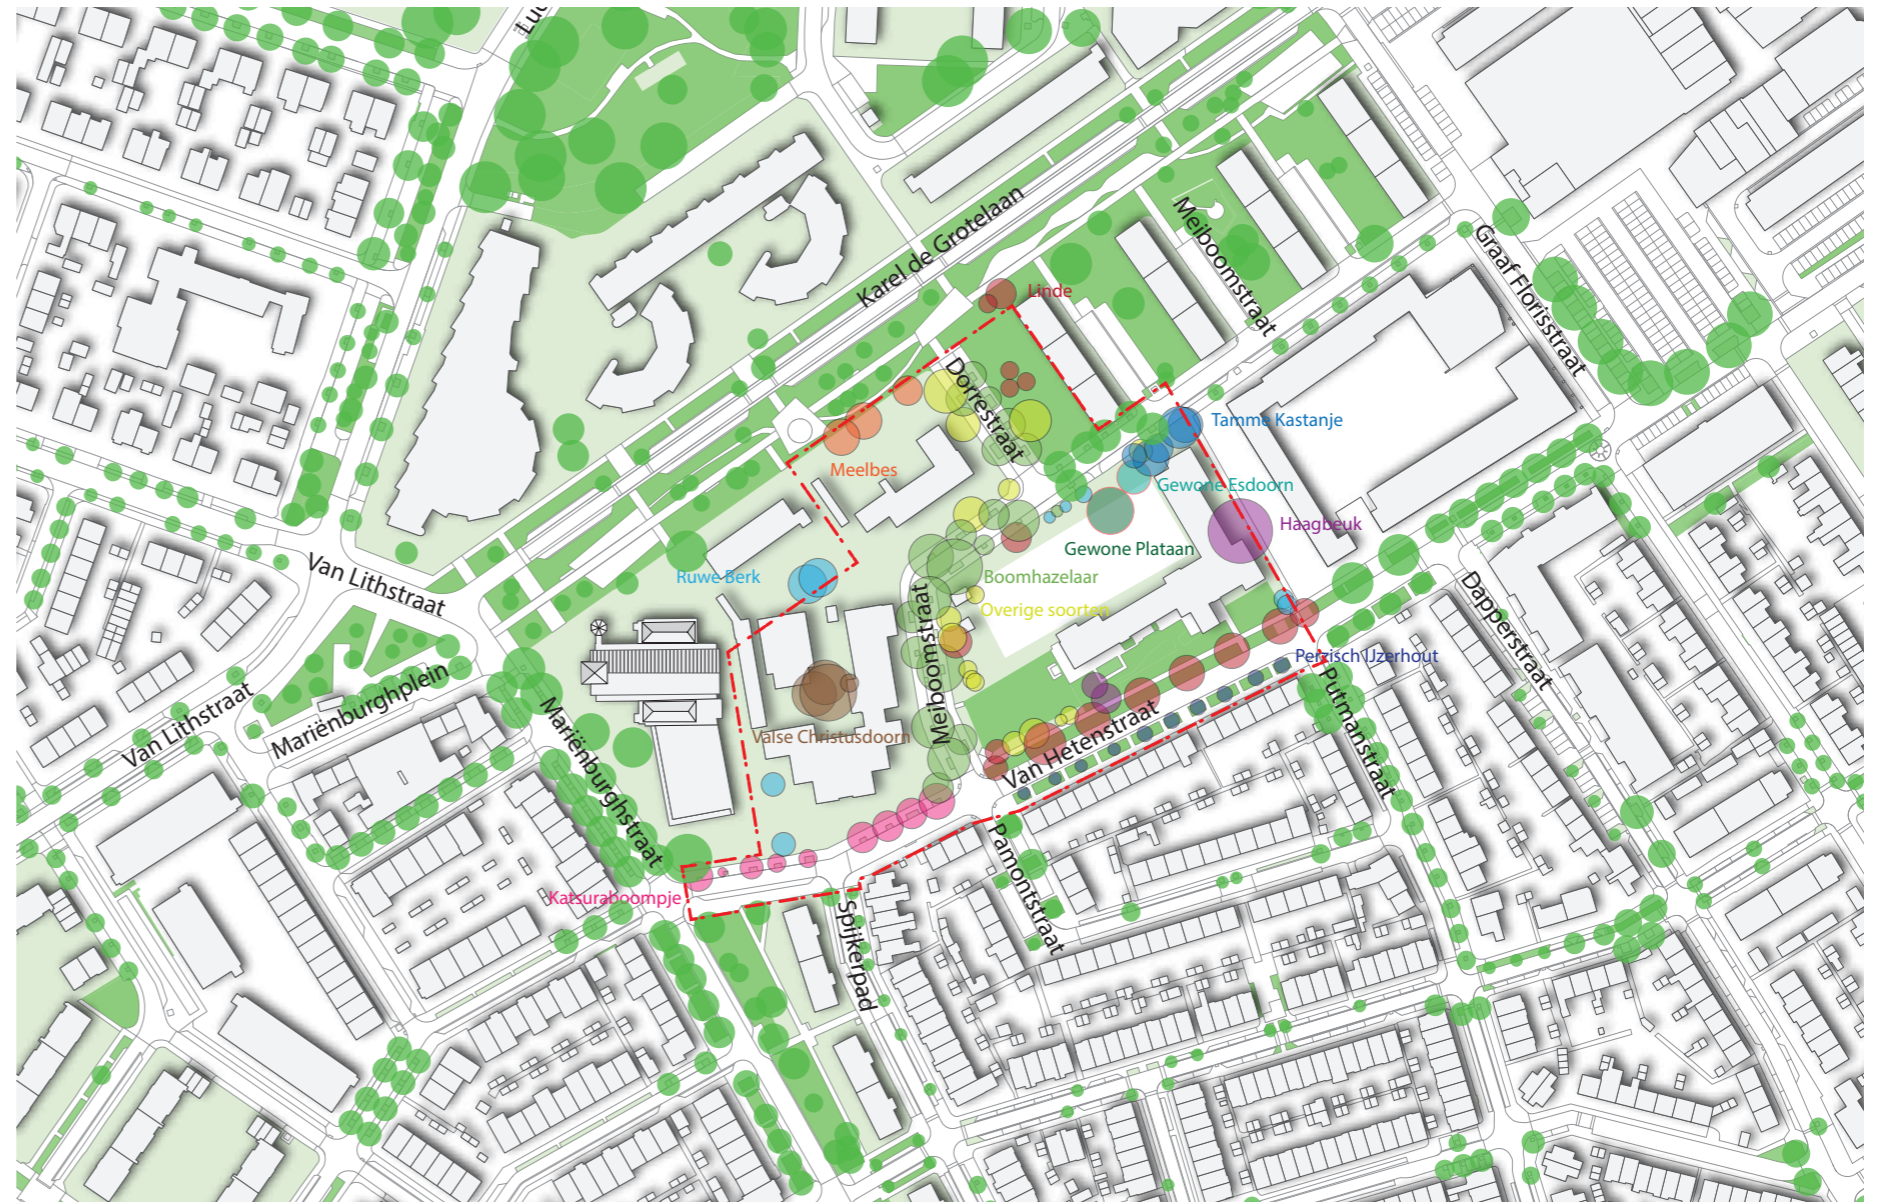 Karel de Grotelaan
Meiboomstraat
Graaf Florisstraat
Linde
Dorrestraat
Tamme Kastanje
Meelbes
Gewone Esdoorn
Haagbeuk
Gewone Plataan
Van Lithstraat
Ruwe Berk
Boomhazelaar
Overige soorten
Meiboomstraat
Dapperstraat
Perzisch IJzerhout
Putmanstraat
Van Lithstraat
Mariënburghplein
Mariënburghstraat
Valse Christusdoorn
Van Hetenstraat
Pamontstraat
Katsuraboompje
Spijkerpad